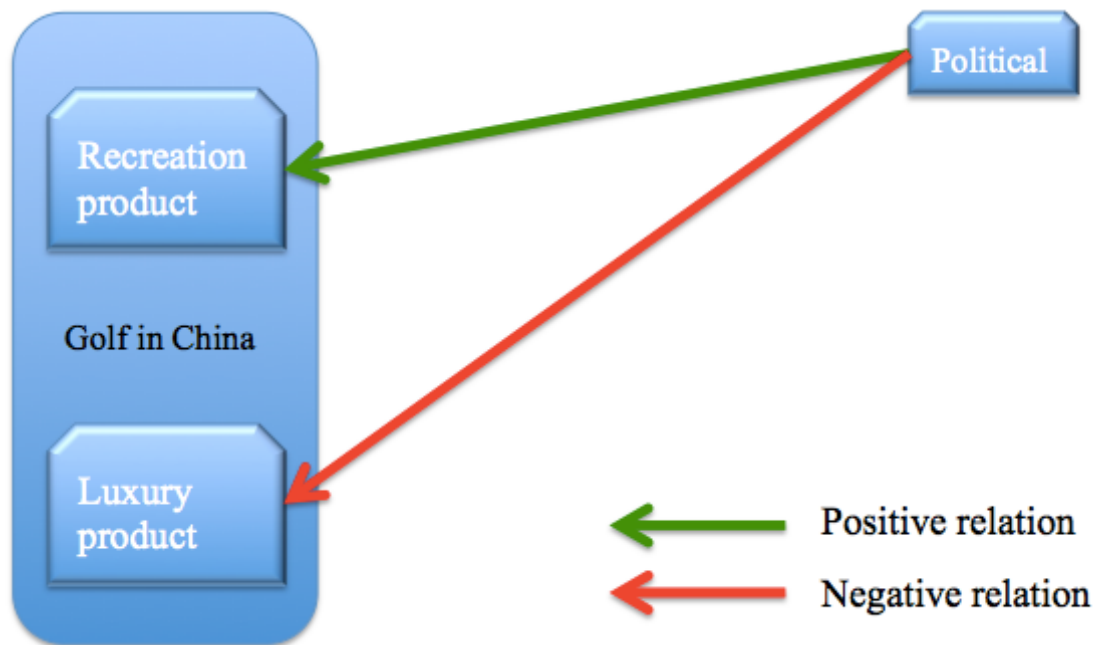 Political
Recreation
product
Golf in China
Luxury
product
Positive relation
Negative relation